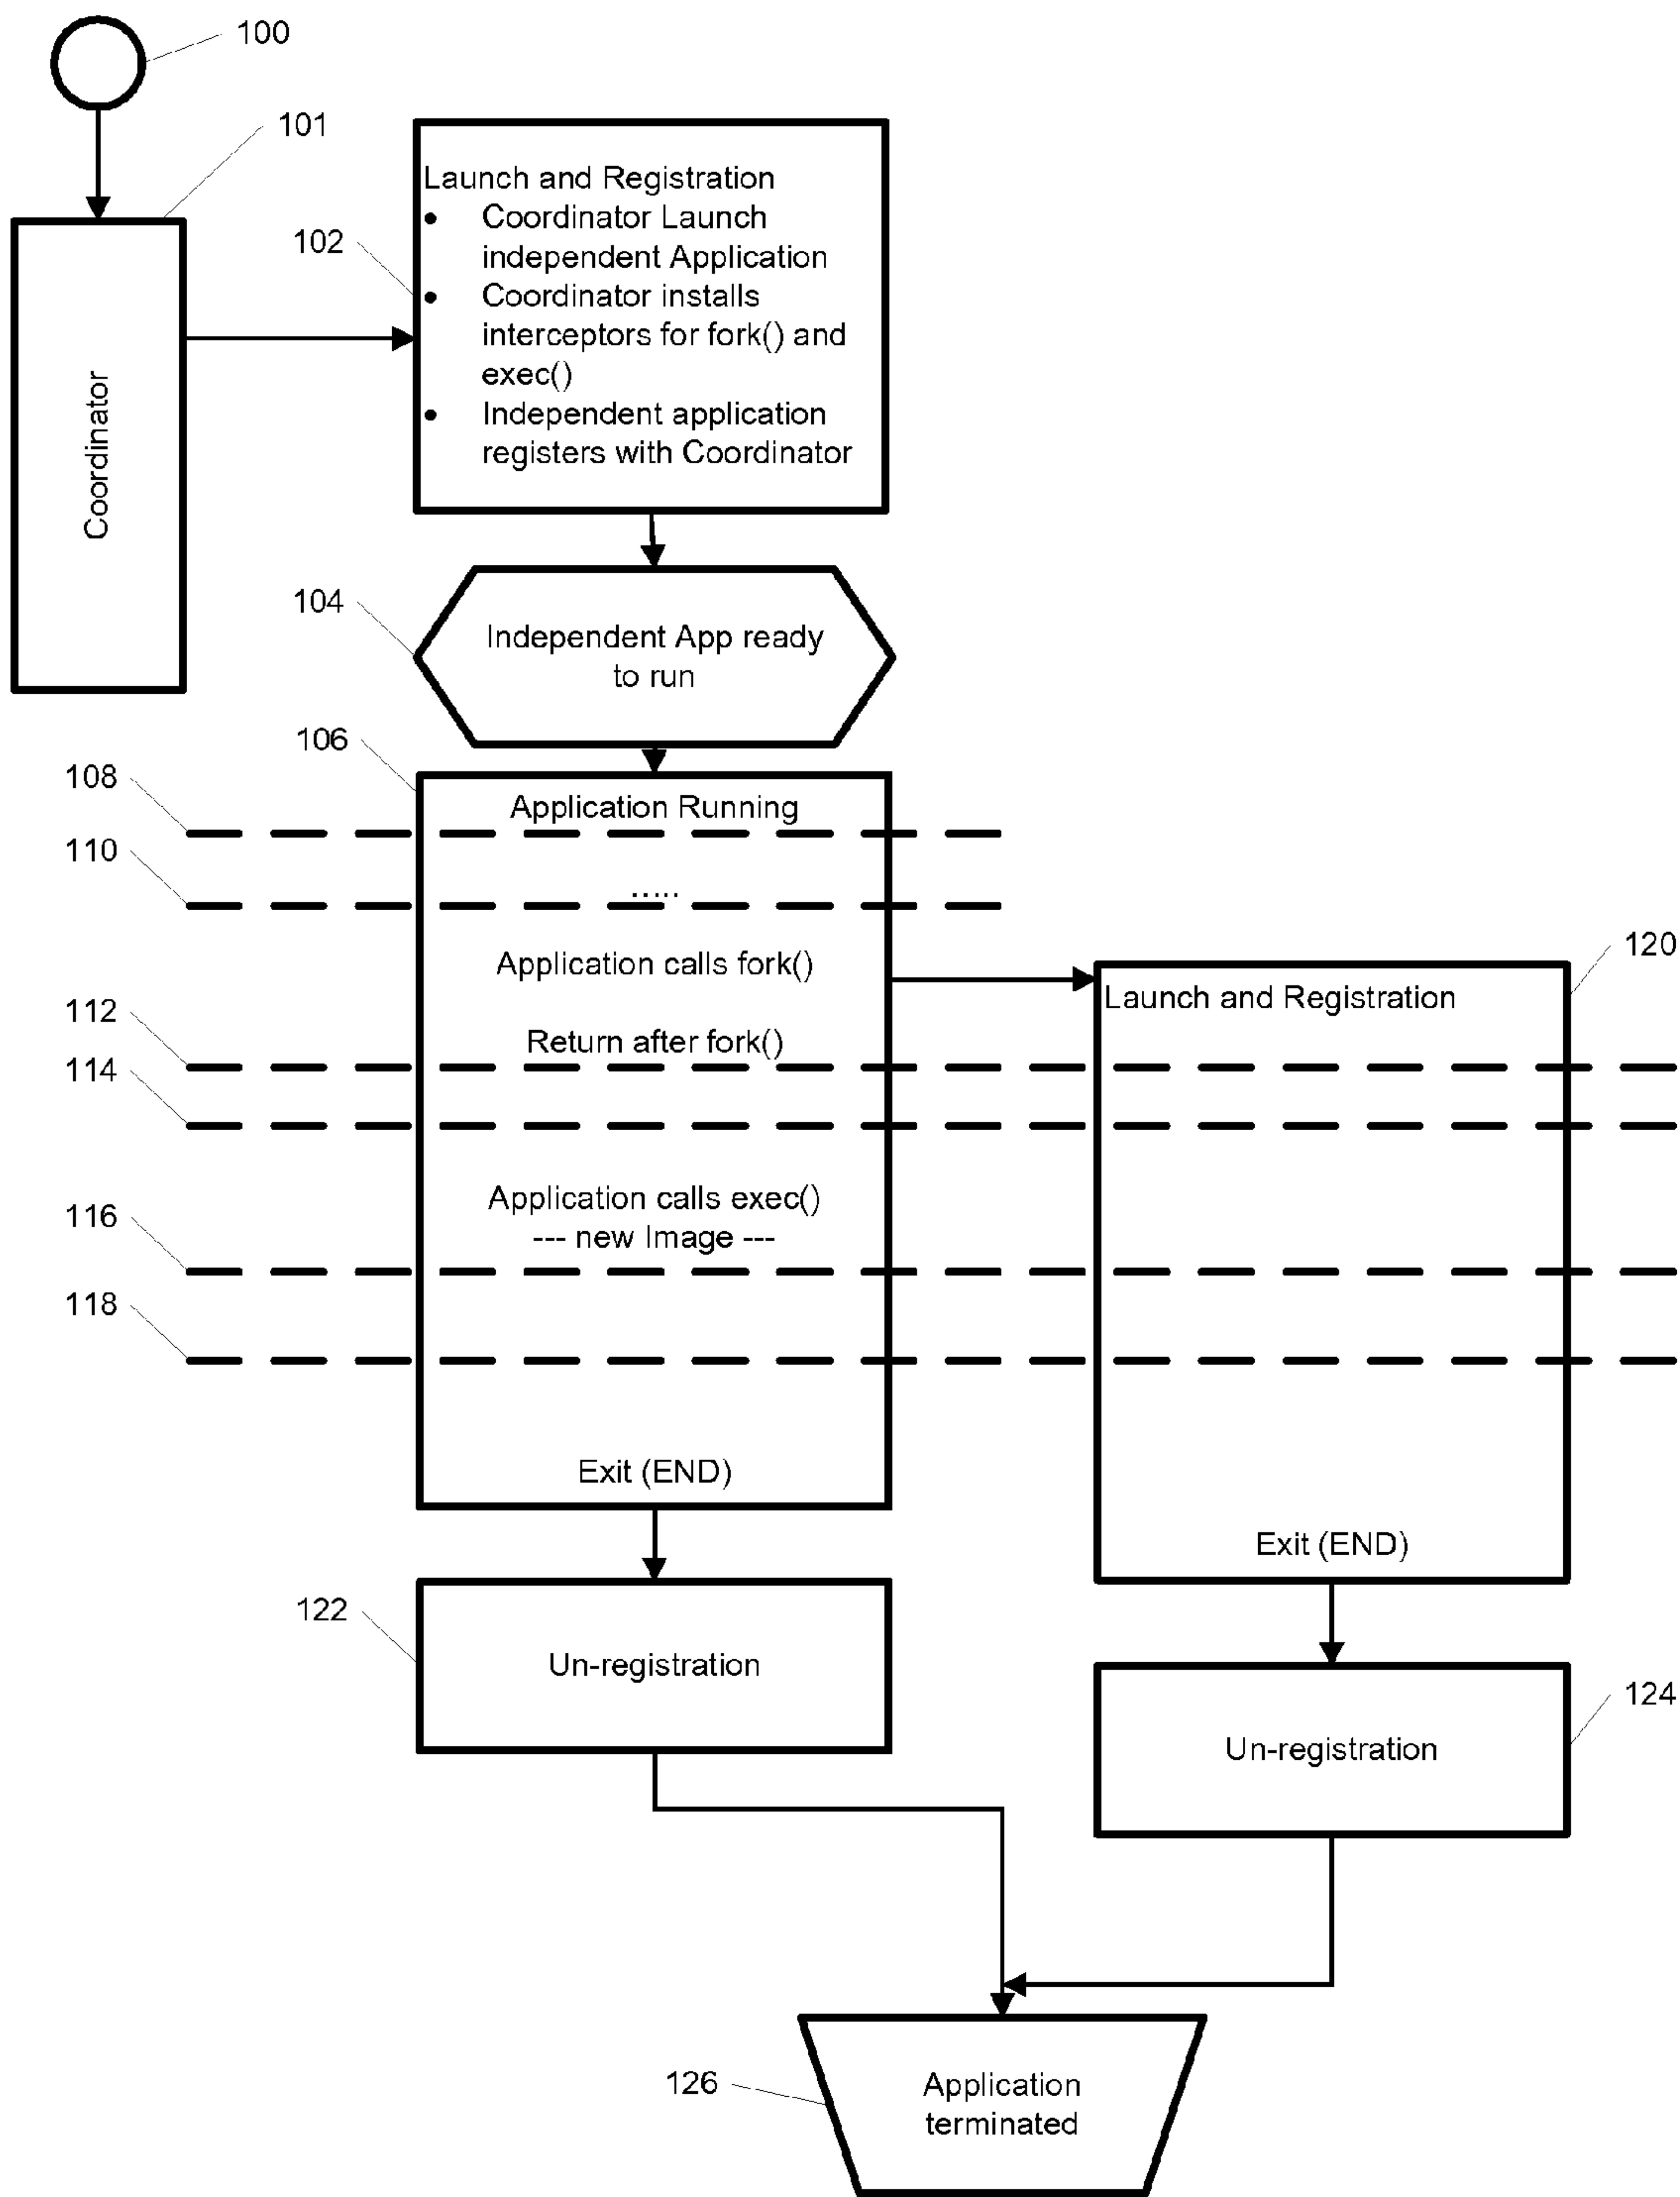 100
101
Coordinator
102
Launch and Registration
• Coordinator Launch
independent Application
• Coordinator installs
interceptors for fork() and
exec()
• Independent application
registers with Coordinator
104
Independent App ready
to run
106
Application Running
108
110
.....
Application calls fork()
120
Launch and Registration
112
Return after fork()
114
116
Application calls exec()
--- new Image ---
118
Exit (END)
Exit (END)
122
Un-registration
124
Un-registration
126
Application
terminated